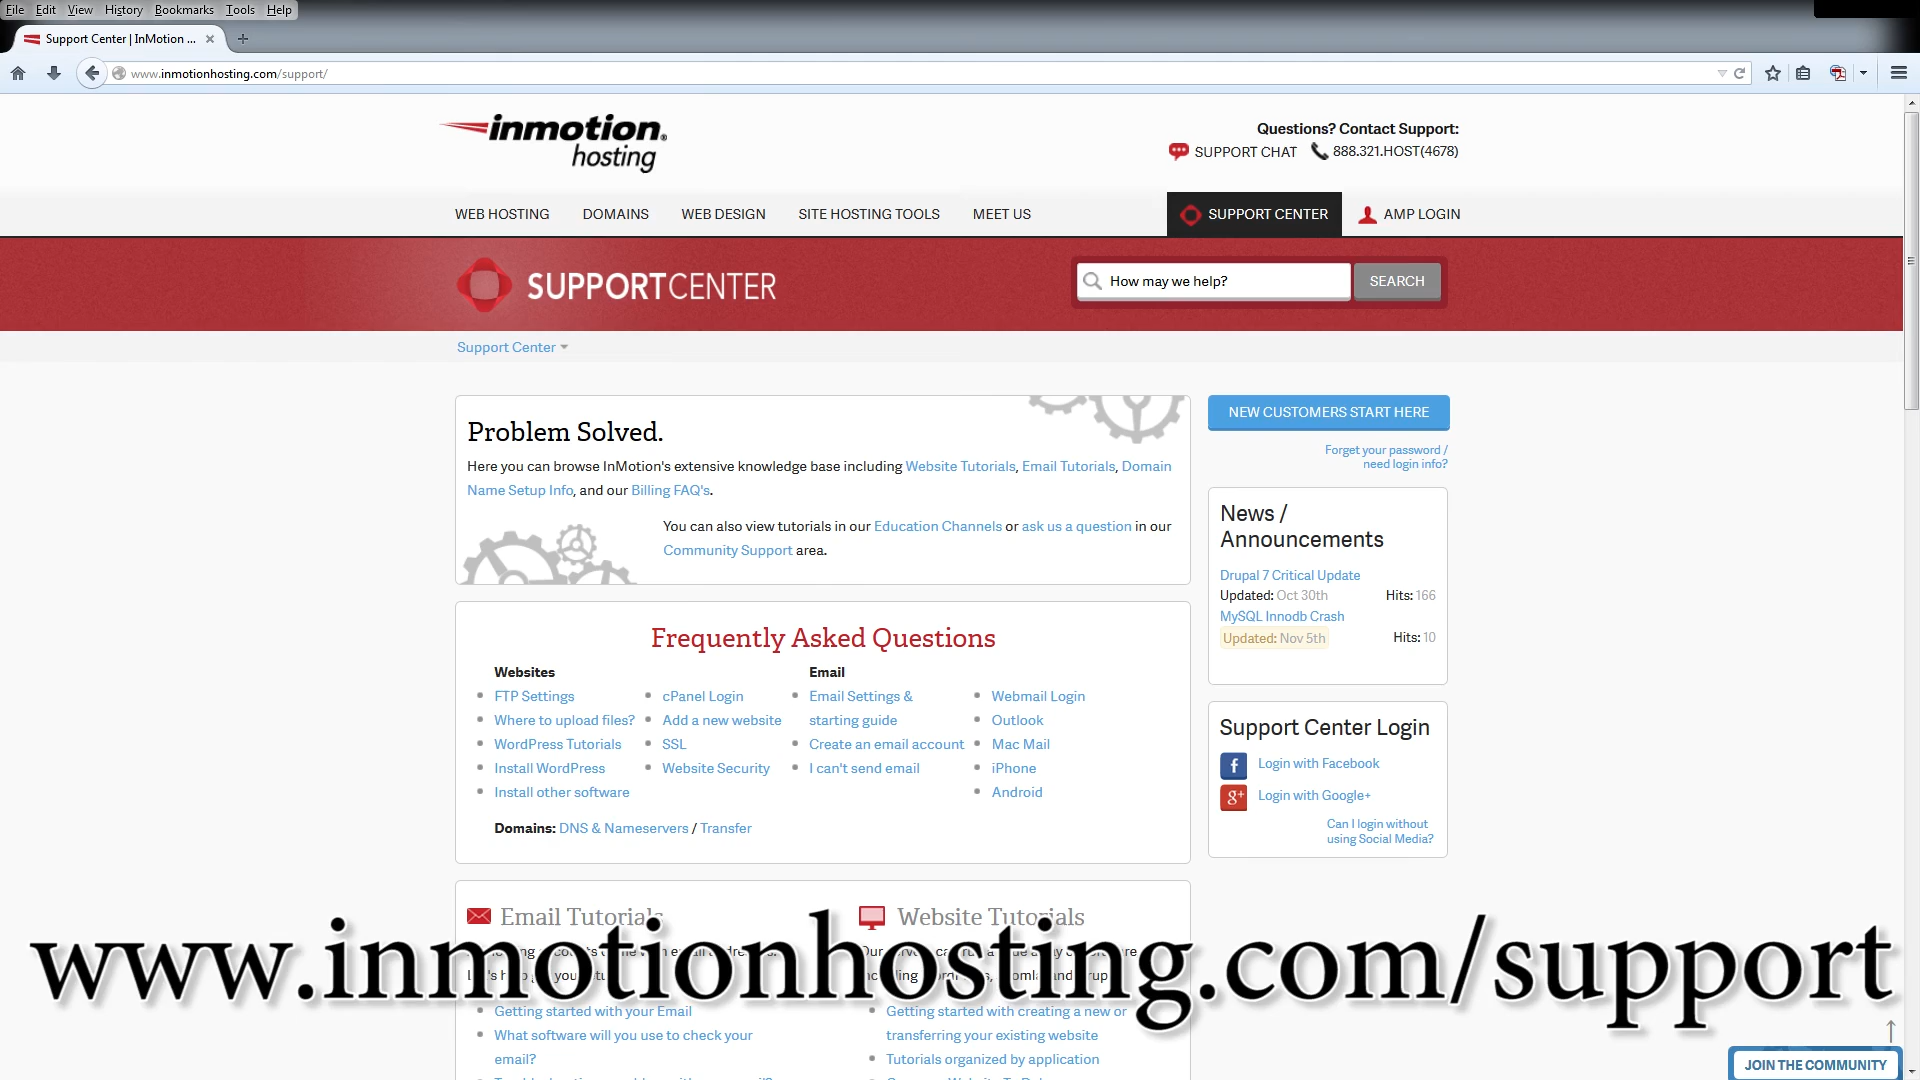 File Edit View History Bookmarks Tools Help
Support Center | InMotion ...
www.inmotionhosting.com/support/
inmotion hosting
Questions? Contact Support:
SUPPORT CHAT 888.321.HOST(4678)
WEB HOSTING DOMAINS WEB DESIGN SITE HOSTING TOOLS MEET US SUPPORT CENTER AMP LOGIN
SUPPORTCENTER
How may we help? SEARCH
Support Center
Problem Solved.
Here you can browse InMotion's extensive knowledge base including Website Tutorials, Email Tutorials, Domain
Name Setup Info, and our Billing FAQ's.
You can also view tutorials in our Education Channels or ask us a question in our
Community Support area.
NEW CUSTOMERS START HERE
Forget your password /
need login info?
News /
Announcements
Drupal 7 Critical Update
Updated: Oct 30th Hits: 166
MySQL Innodb Crash
Updated: Nov 5th Hits: 10
Frequently Asked Questions
Websites
FTP Settings
Where to upload files?
WordPress Tutorials
Install WordPress
Install other software
cPanel Login
Add a new website
SSL
Website Security
Email
Email Settings &
starting guide
Create an email account
I can't send email
Webmail Login
Outlook
Mac Mail
iPhone
Android
Domains: DNS & Nameservers / Transfer
Support Center Login
Login with Facebook
Login with Google+
Can I login without
using Social Media?
Email Tutorials
Website Tutorials
www.inmotionhosting.com/support
Getting started with your Email
What software will you use to check your
email?
Getting started with creating a new or
transferring your existing website
Tutorials organized by application
JOIN THE COMMUNITY